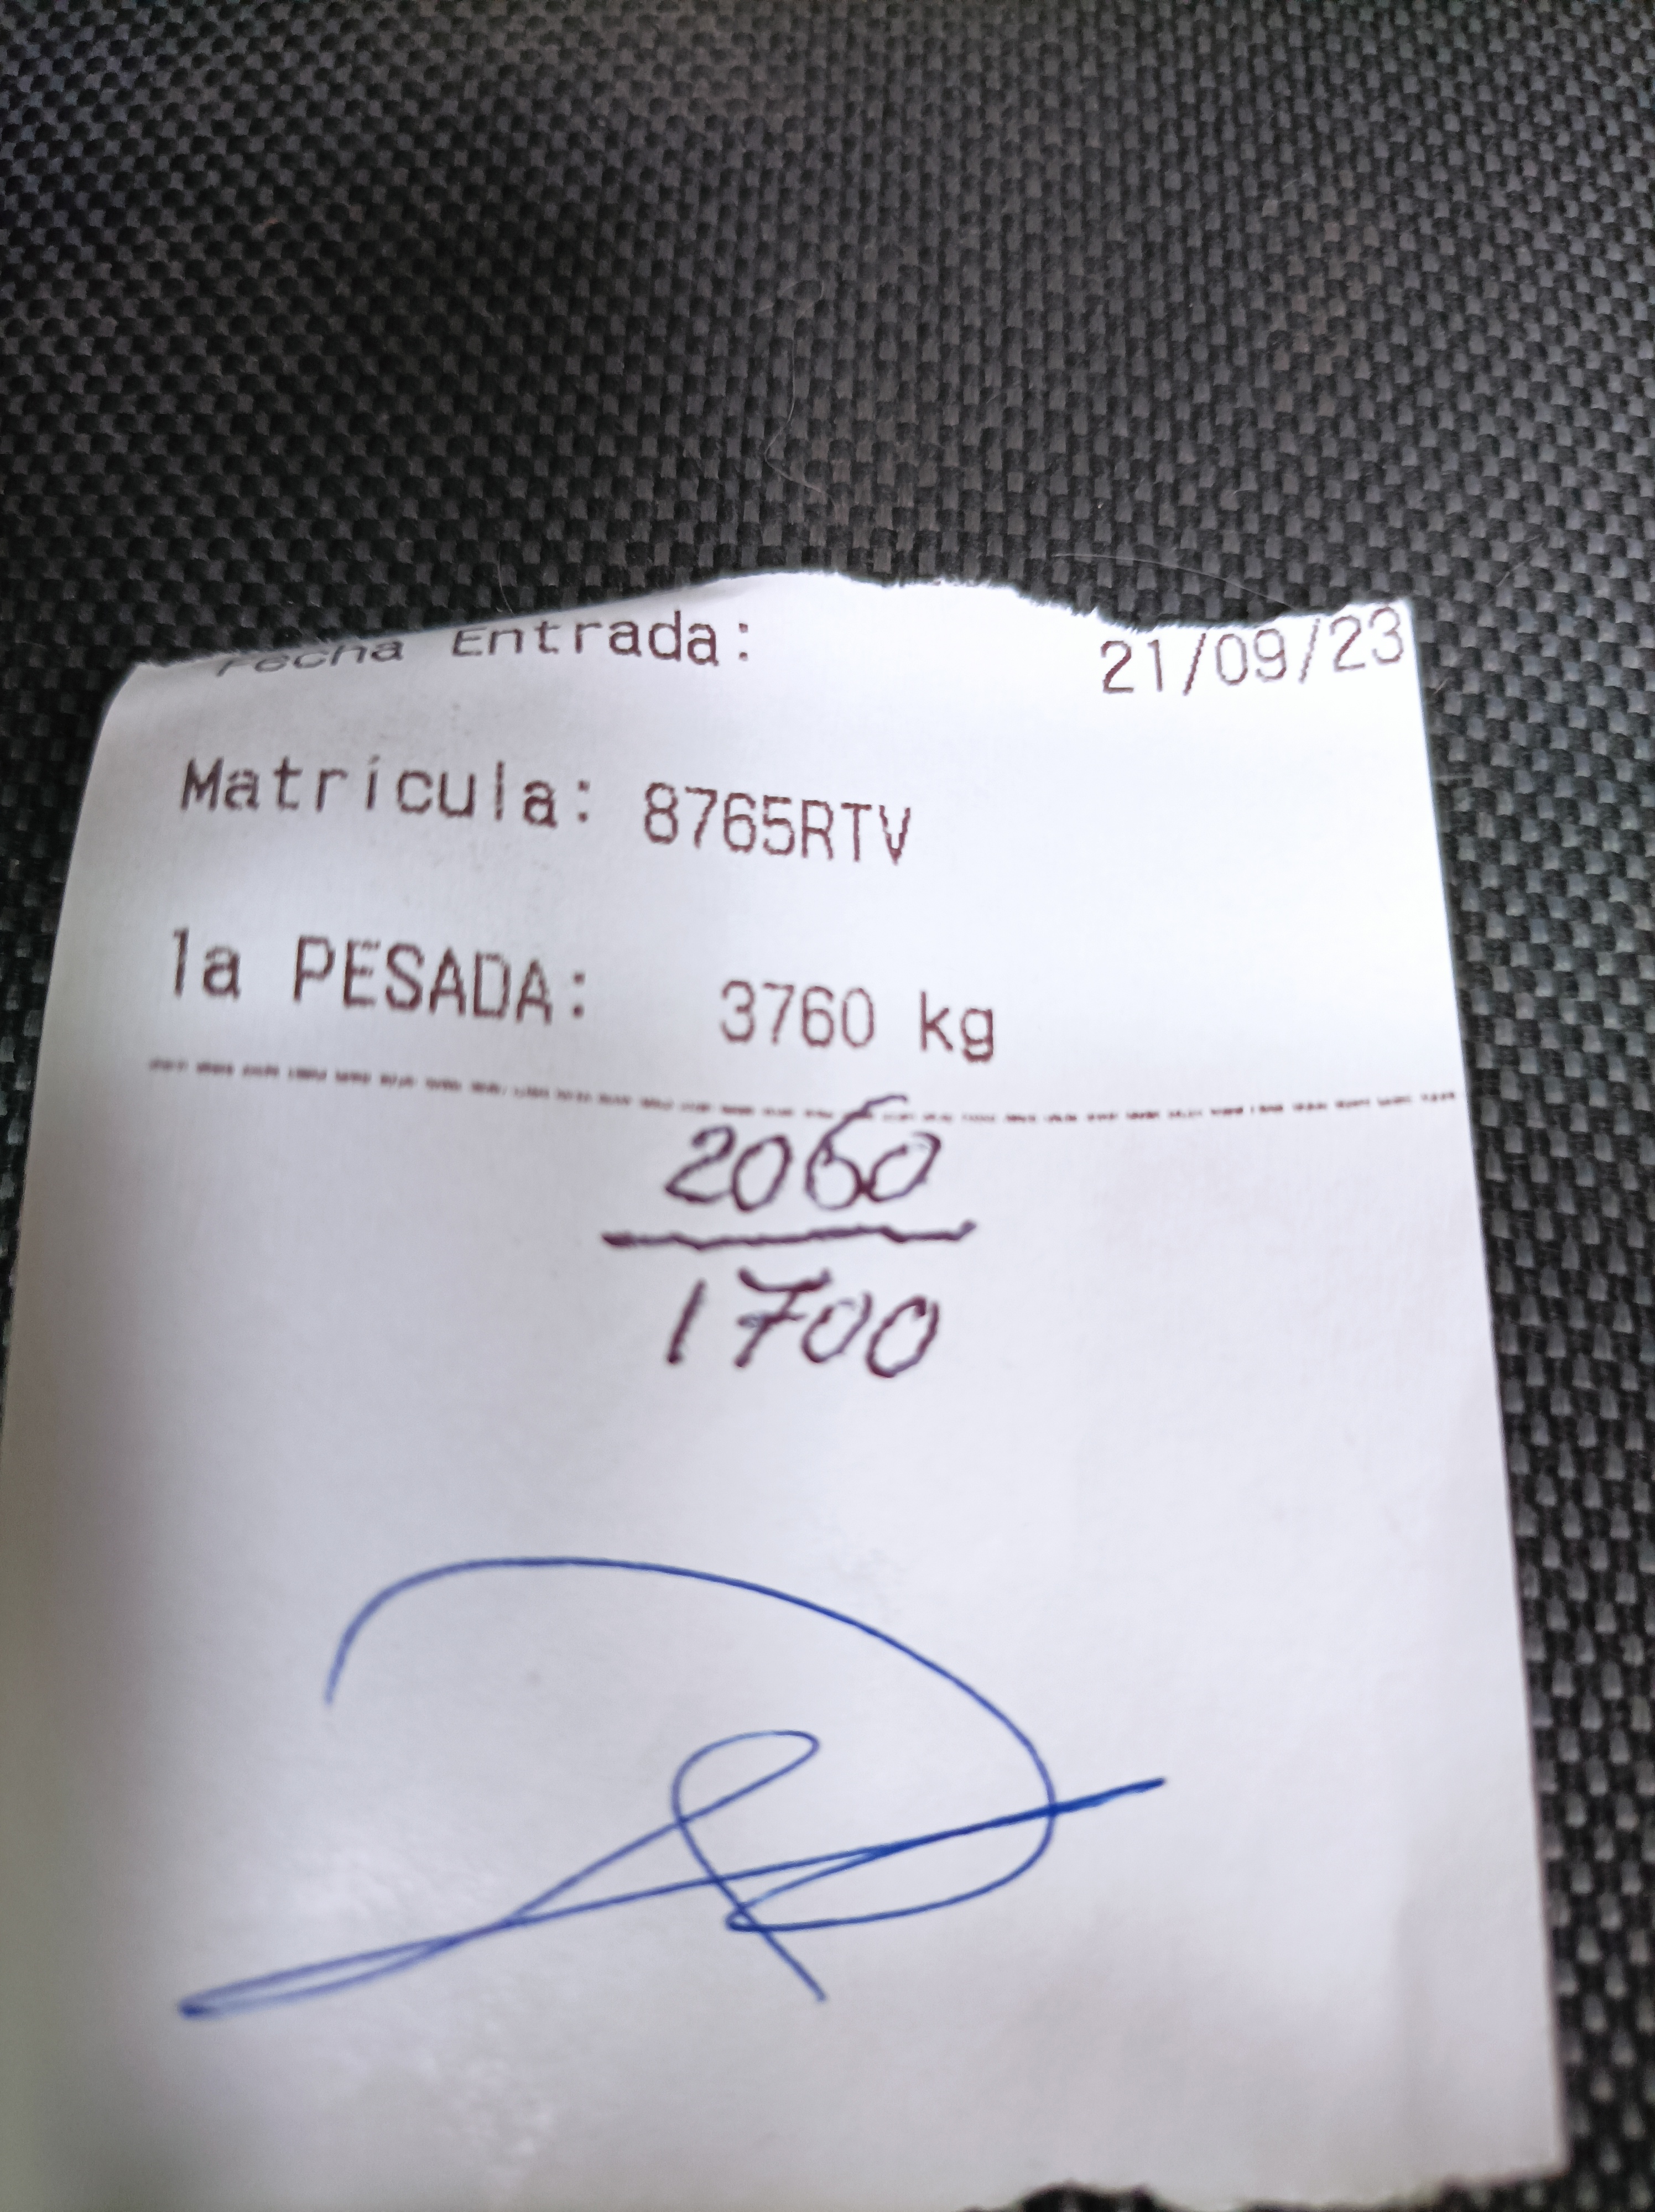 Fecha Entrada: 21/09/23
Matrícula: 8765RTV
1a PESADA: 3760 kg
2060
1700